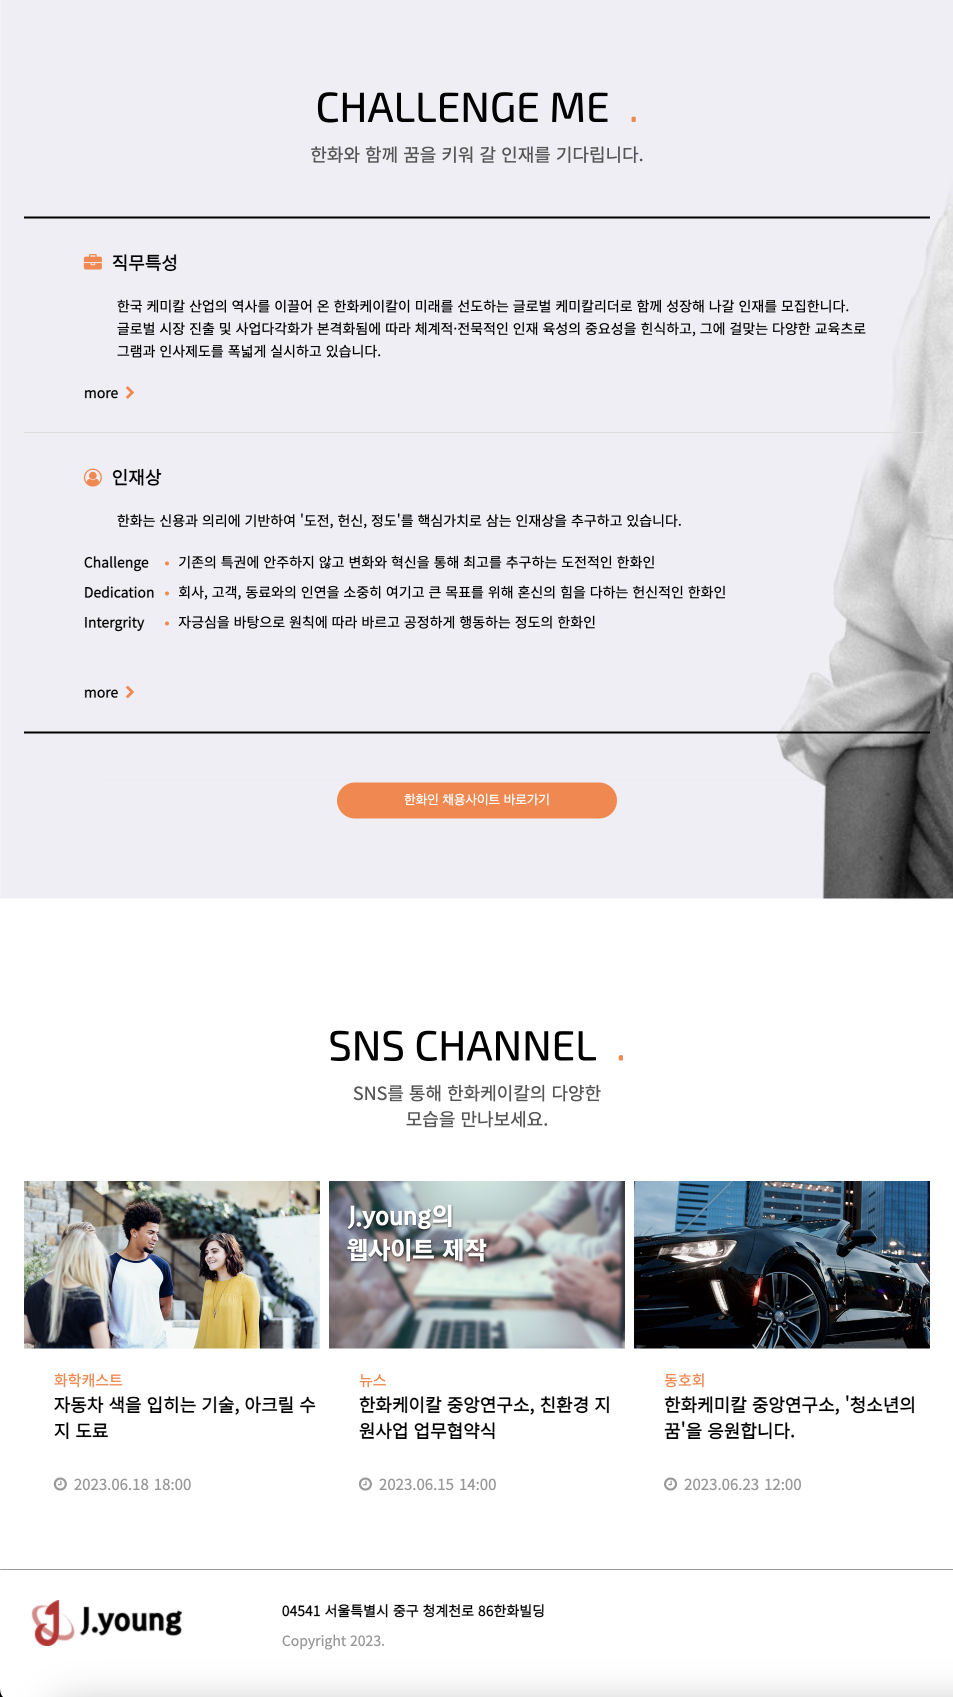 CHALLENGE ME .
한화와 함께 꿈을 키워 갈 인재를 기다립니다.
직무특성
한국 케미칼 산업의 역사를 이끌어 온 한화케이칼이 미래를 선도하는 글로벌 케미칼리더로 함께 성장해 나갈 인재를 모집한니다.
글로벌 시장 진출 및 사업다각화가 본격화됨에 따라 체계적·전목적인 인재 육성의 중요성을 힌식하고, 그에 걸맞는 다양한 교육츠로
그램과 인사제도를 폭넓게 실시하고 있습니다.
more
인재상
한화는 신용과 의리에 기반하여 '도전, 헌신, 정도'를 핵심가치로 삼는 인재상을 추구하고 있습니다.
Challenge • 기존의 특권에 안주하지 않고 변화와 혁신을 통해 최고를 추구하는 도전적인 한화인
Dedication • 회사, 고객, 동료와의 인연을 소중히 여기고 큰 목표를 위해 혼신의 힘을 다하는 헌신적인 한화인
Intergrity • 자긍심을 바탕으로 원칙에 따라 바르고 공정하게 행동하는 정도의 한화인
more
한화인 채용사이트 바로가기
SNS CHANNEL .
SNS를 통해 한화케이칼의 다양한
모습을 만나보세요.
J.young의
웹사이트 제작
화학캐스트
자동차 색을 입히는 기술, 아크릴 수
지 도료
2023.06.18 18:00
뉴스
한화케이칼 중앙연구소, 친환경 지
원사업 업무협약식
2023.06.15 14:00
동호회
한화케미칼 중앙연구소, '청소년의
꿈'을 응원합니다.
2023.06.23 12:00
J.young
04541 서울특별시 중구 청계천로 86한화빌딩
Copyright 2023.